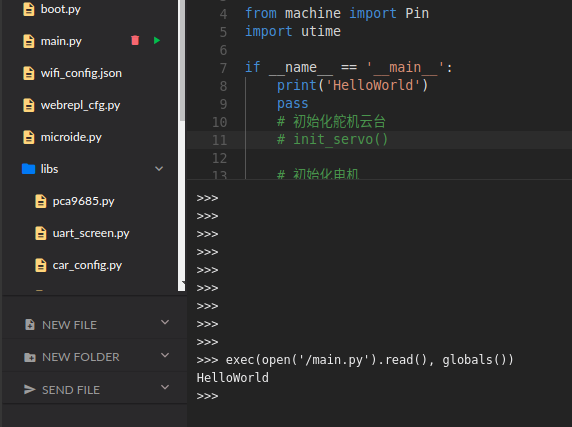 boot.py
main.py
wifi_config.json
webrepl_cfg.py
microide.py
libs
pca9685.py
uart_screen.py
car_config.py
NEW FILE
NEW FOLDER
SEND FILE
4 from machine import Pin
5 import utime
6
7 if __name__ == '__main__':
8 print('HelloWorld')
9 pass
10 # 初始化舵机云台
11 # init_servo()
12
13 # 初始化电机
>>>
>>>
>>>
>>>
>>>
>>>
>>>
>>>
>>>
>>> exec(open('/main.py').read(), globals())
HelloWorld
>>>